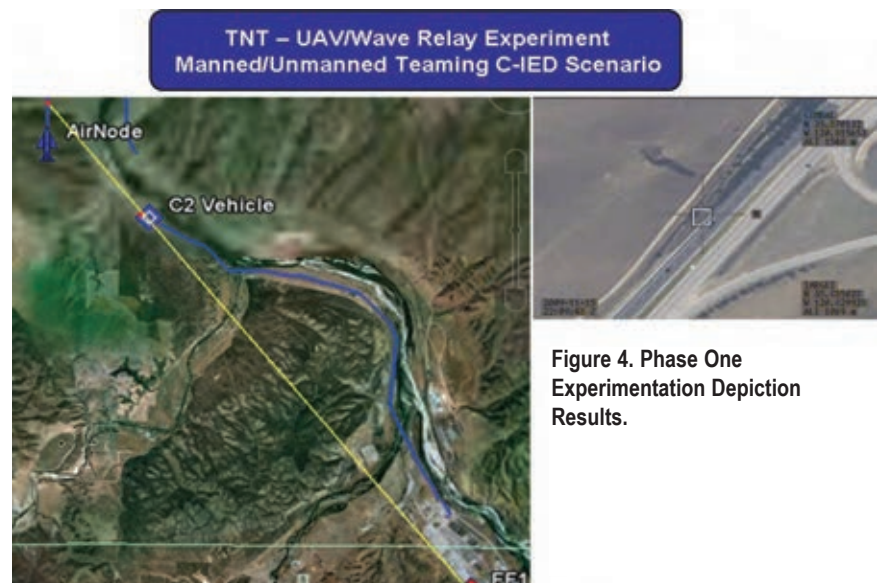 TNT – UAV/Wave Relay Experiment
Manned/Unmanned Teaming C-IED Scenario
AirNode
C2 Vehicle
Figure 4. Phase One
Experimentation Depiction
Results.